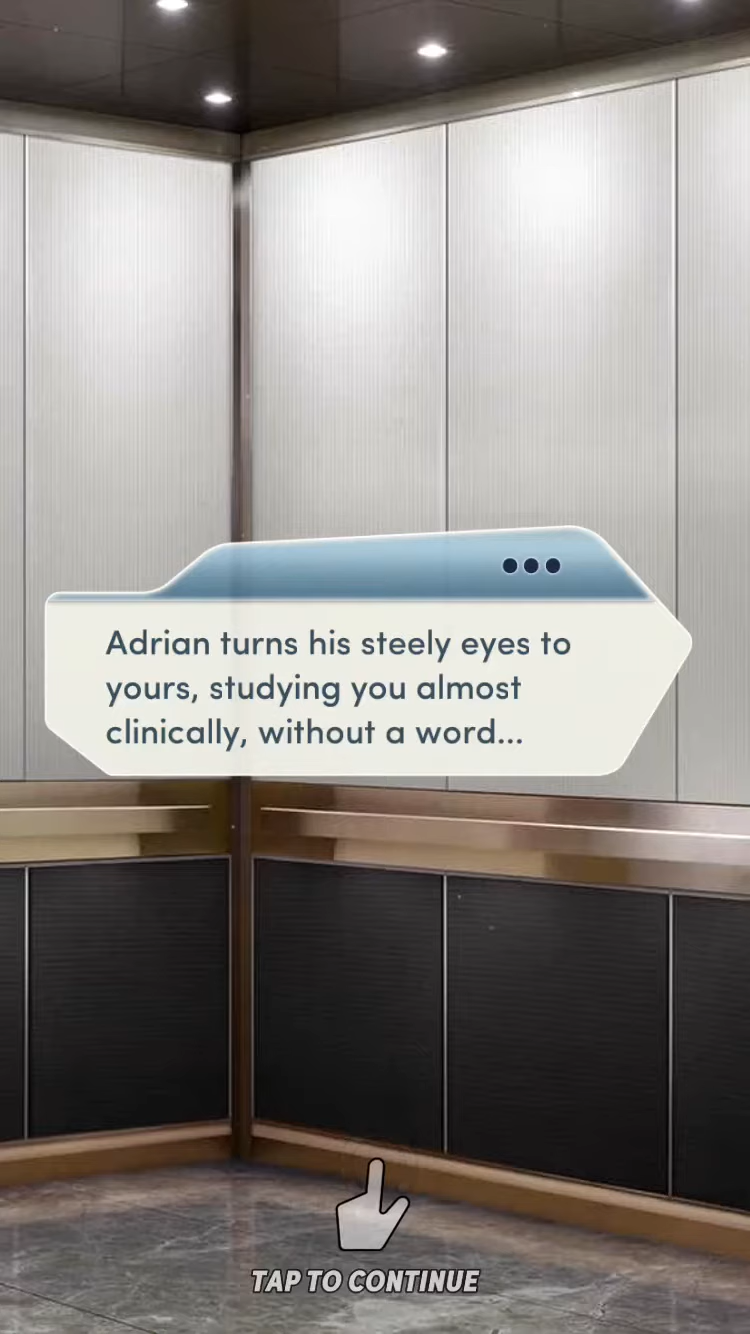 Adrian turns his steely eyes to
yours, studying you almost
clinically, without a word...
TAP TO CONTINUE